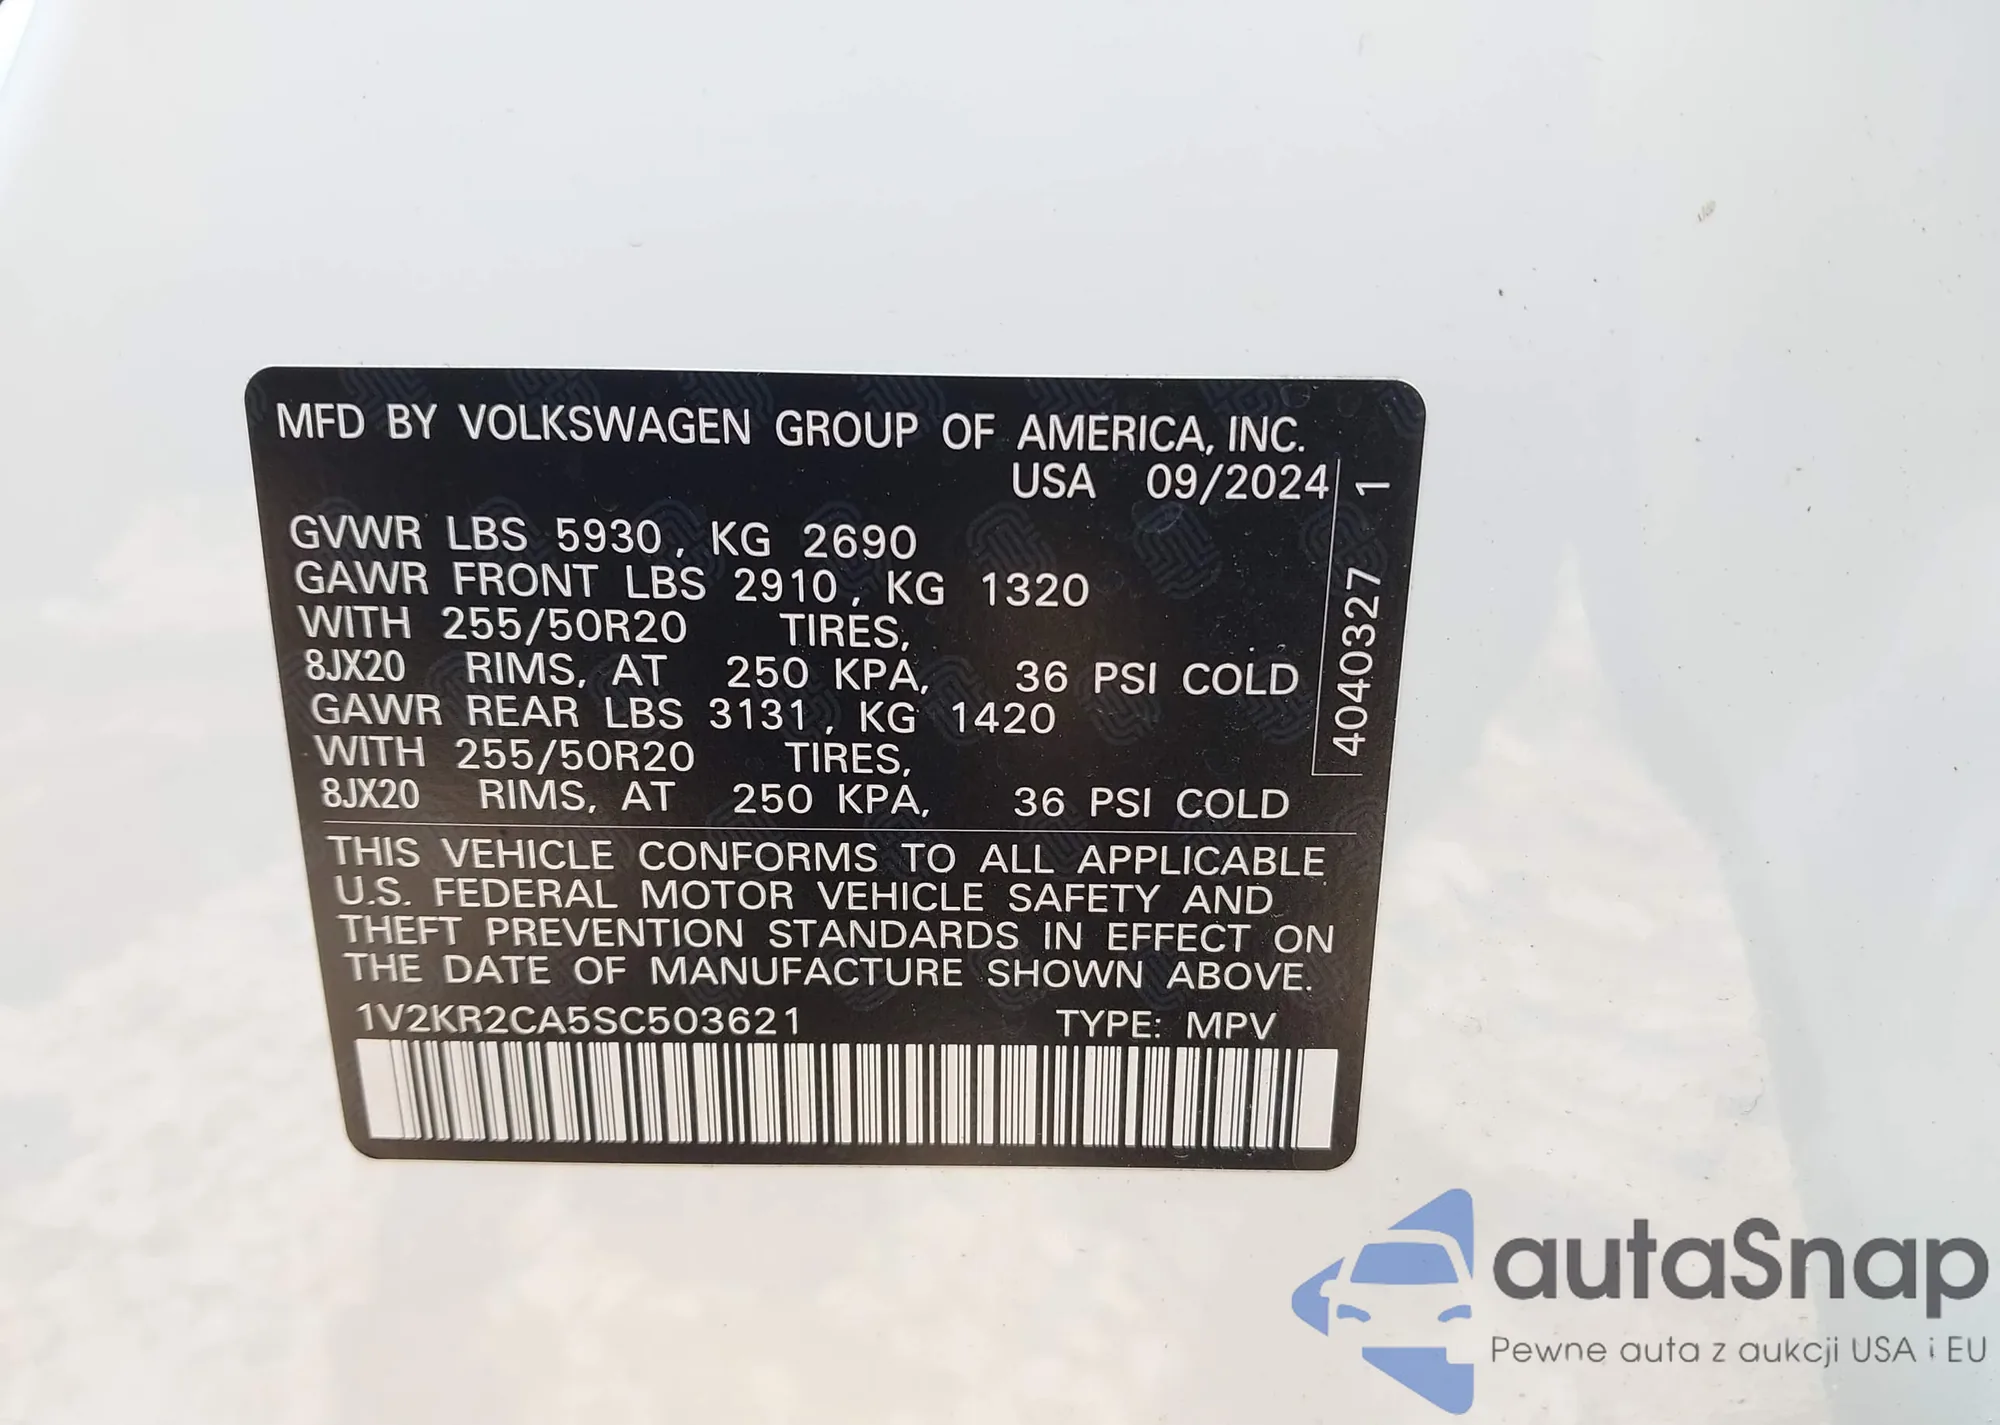 MFD BY VOLKSWAGEN GROUP OF AMERICA, INC.
USA 09/2024
GVWR LBS 5930, KG 2690
GAWR FRONT LBS 2910, KG 1320
WITH 255/50R20 TIRES,
8JX20 RIMS, AT 250 KPA, 36 PSI COLD
GAWR REAR LBS 3131, KG 1420
WITH 255/50R20 TIRES,
8JX20 RIMS, AT 250 KPA, 36 PSI COLD
4040327 1
THIS VEHICLE CONFORMS TO ALL APPLICABLE
U.S. FEDERAL MOTOR VEHICLE SAFETY AND
THEFT PREVENTION STANDARDS IN EFFECT ON
THE DATE OF MANUFACTURE SHOWN ABOVE.
1V2KR2CA5SC503621 TYPE: MPV
autaSnap
Pewne auta z aukcji USA i EU